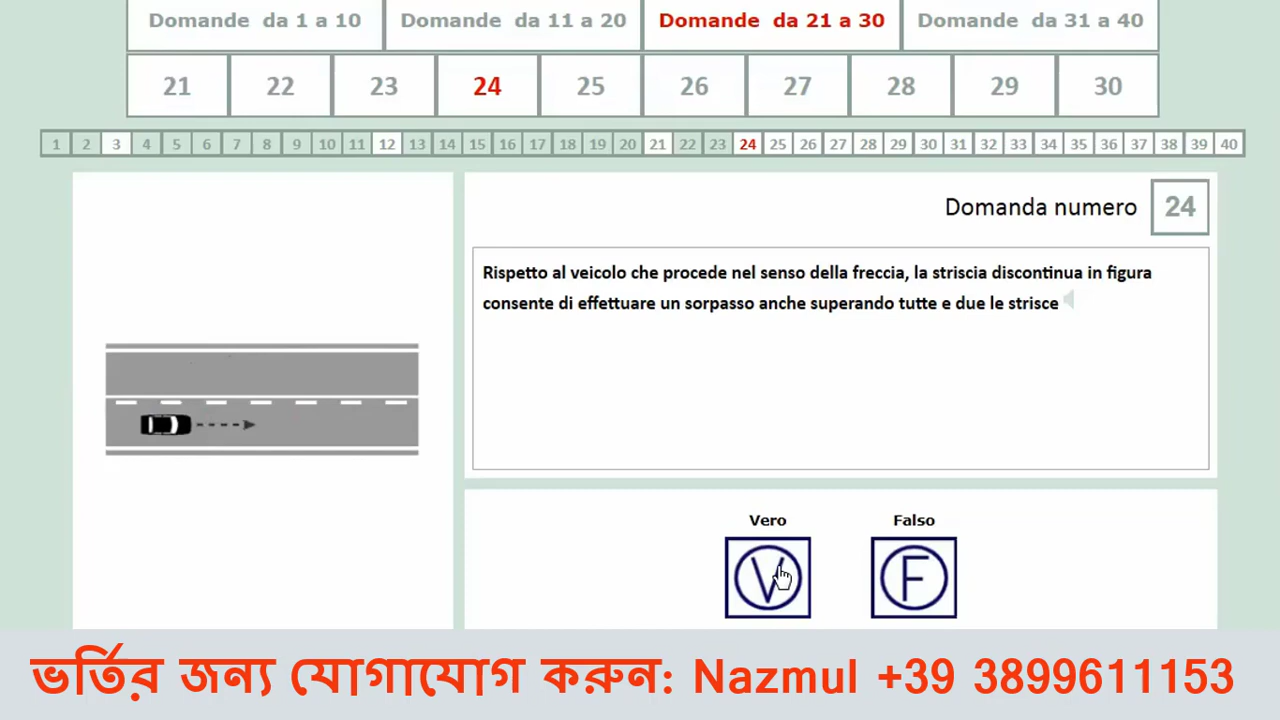 Domande da 1 a 10 Domande da 11 a 20 Domande da 21 a 30 Domande da 31 a 40
21 22 23 24 25 26 27 28 29 30
1 2 3 4 5 6 7 8 9 10 11 12 13 14 15 16 17 18 19 20 21 22 23 24 25 26 27 28 29 30 31 32 33 34 35 36 37 38 39 40
Domanda numero 24
Rispetto al veicolo che procede nel senso della freccia, la striscia discontinua in figura
consente di effettuare un sorpasso anche superando tutte e due le strisce
Vero Falso
V F
ভর্তির জন্য যোগাযোগ করুন: Nazmul +39 3899611153